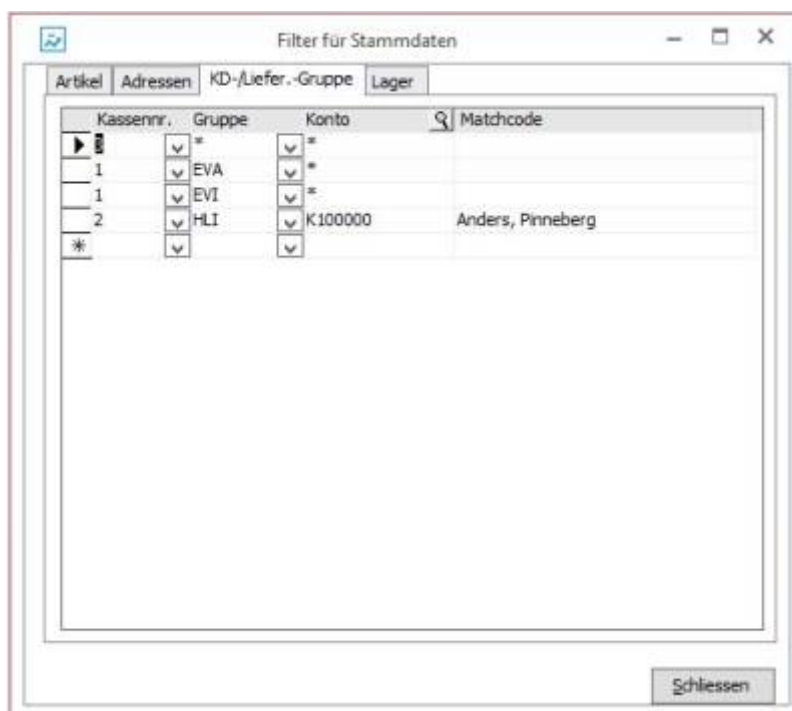 Filter für Stammdaten
Artikel Adressen KD-/Liefer.-Gruppe Lager
Kassennr. Gruppe Konto Matchcode
* *
1 EVA *
1 EVI *
2 HLI K100000 Anders, Pinneberg
*
Schliessen